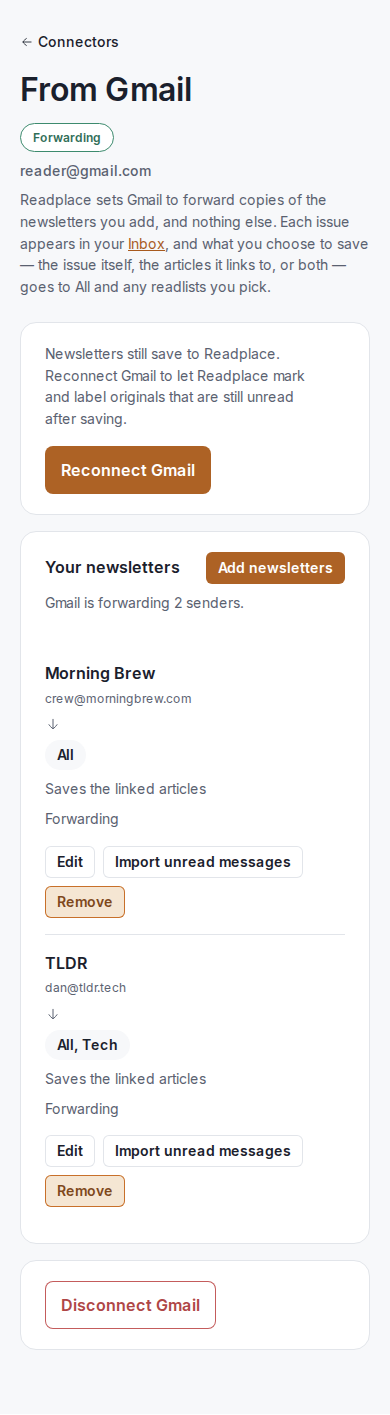 ← Connectors
From Gmail
Forwarding
reader@gmail.com
Readplace sets Gmail to forward copies of the
newsletters you add, and nothing else. Each issue
appears in your Inbox, and what you choose to save
— the issue itself, the articles it links to, or both —
goes to All and any readlists you pick.
Newsletters still save to Readplace.
Reconnect Gmail to let Readplace mark
and label originals that are still unread
after saving.
Reconnect Gmail
Your newsletters
Add newsletters
Gmail is forwarding 2 senders.
Morning Brew
crew@morningbrew.com
↓
All
Saves the linked articles
Forwarding
Edit
Import unread messages
Remove
TLDR
dan@tldr.tech
↓
All, Tech
Saves the linked articles
Forwarding
Edit
Import unread messages
Remove
Disconnect Gmail